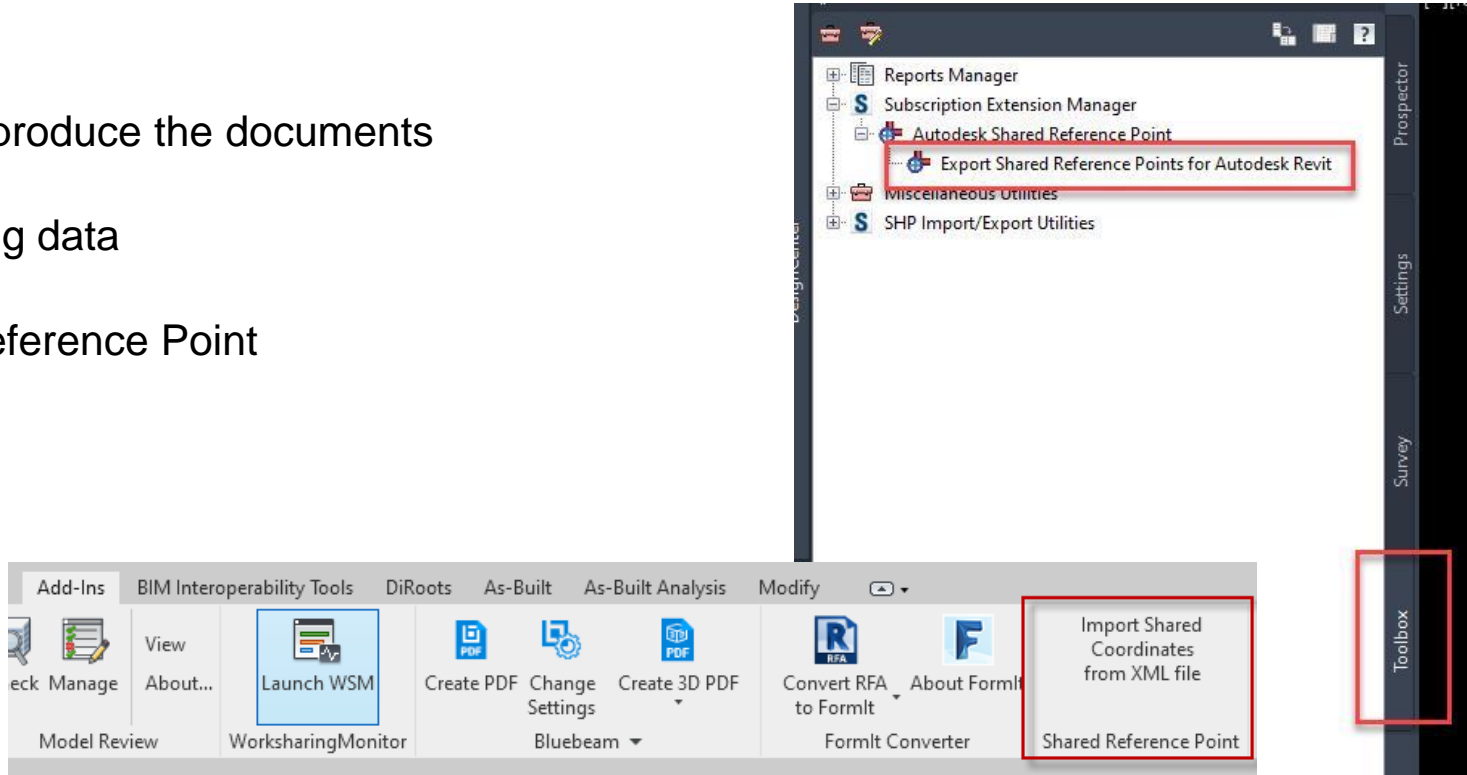 produce the documents
g data
eference Point
Reports Manager
Subscription Extension Manager
Autodesk Shared Reference Point
Export Shared Reference Points for Autodesk Revit
Miscellaneous Utilities
SHP Import/Export Utilities
DesignCenter
Prospector
Settings
Survey
Toolbox
Add-Ins BIM Interoperability Tools DiRoots As-Built As-Built Analysis Modify
eck Manage
View
About...
Model Review
Launch WSM
WorksharingMonitor
PDF
Create PDF
Change
Settings
PDF
Create 3D PDF
Bluebeam
R
RFA
Convert RFA
to FormIt
F
About FormIt
FormIt Converter
Import Shared
Coordinates
from XML file
Shared Reference Point